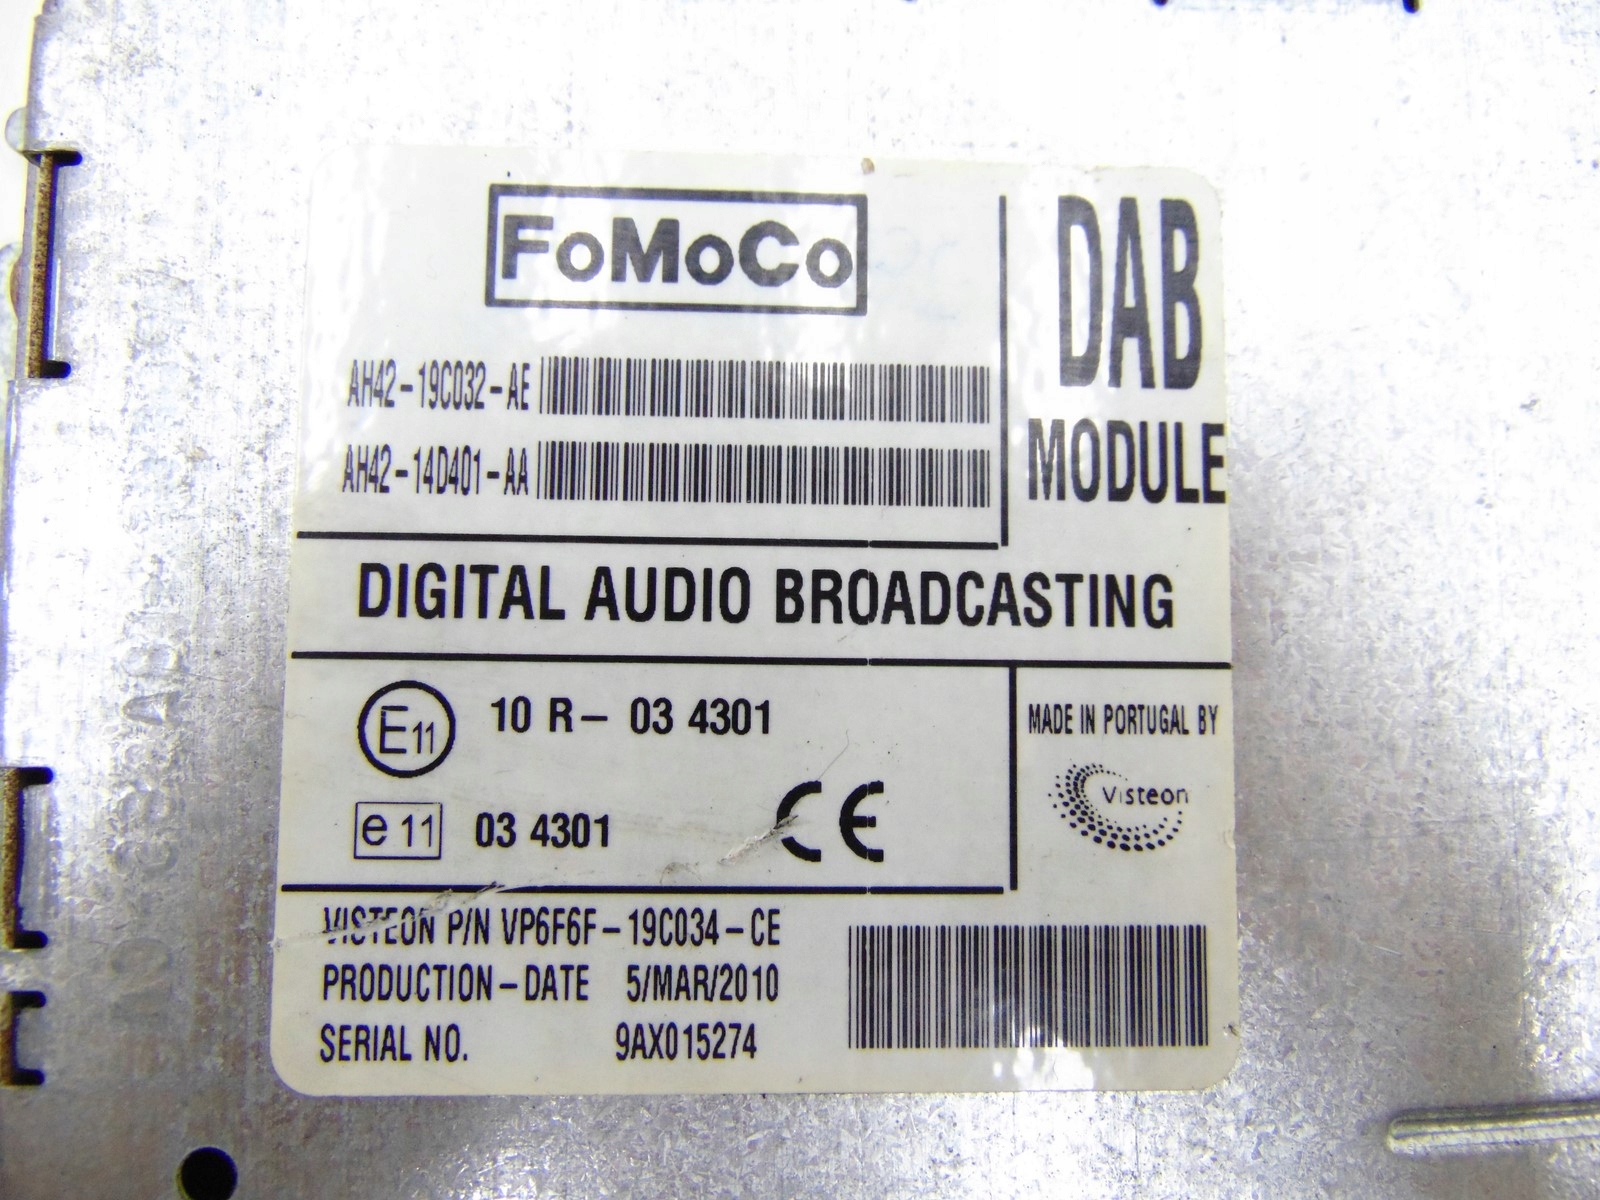 FoMoCo
AH42-19C032-AE
AH42-14D401-AA
DAB
MODULE
DIGITAL AUDIO BROADCASTING
E11 10 R- 03 4301
e 11 03 4301
CE
MADE IN PORTUGAL BY
Visteon
VISTEON P/N VP6F6F-19C034-CE
PRODUCTION-DATE 5/MAR/2010
SERIAL NO. 9AX015274